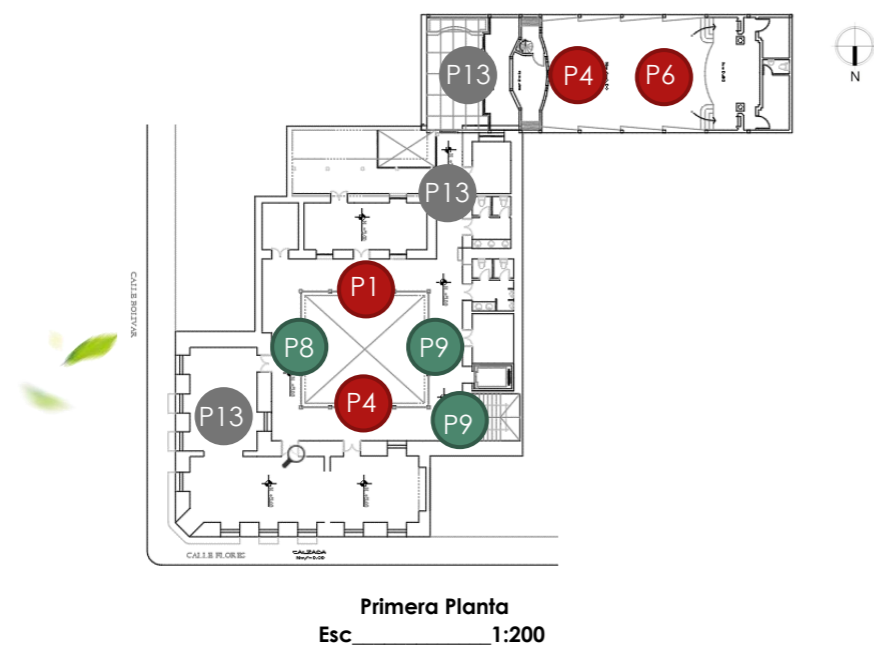 P13
P4
P6
N
P13
P1
CALLE BOLIVAR
P8
P9
P13
P4
P9
CALLE FLORES
CALZADA
Primera Planta
Esc_____________1:200